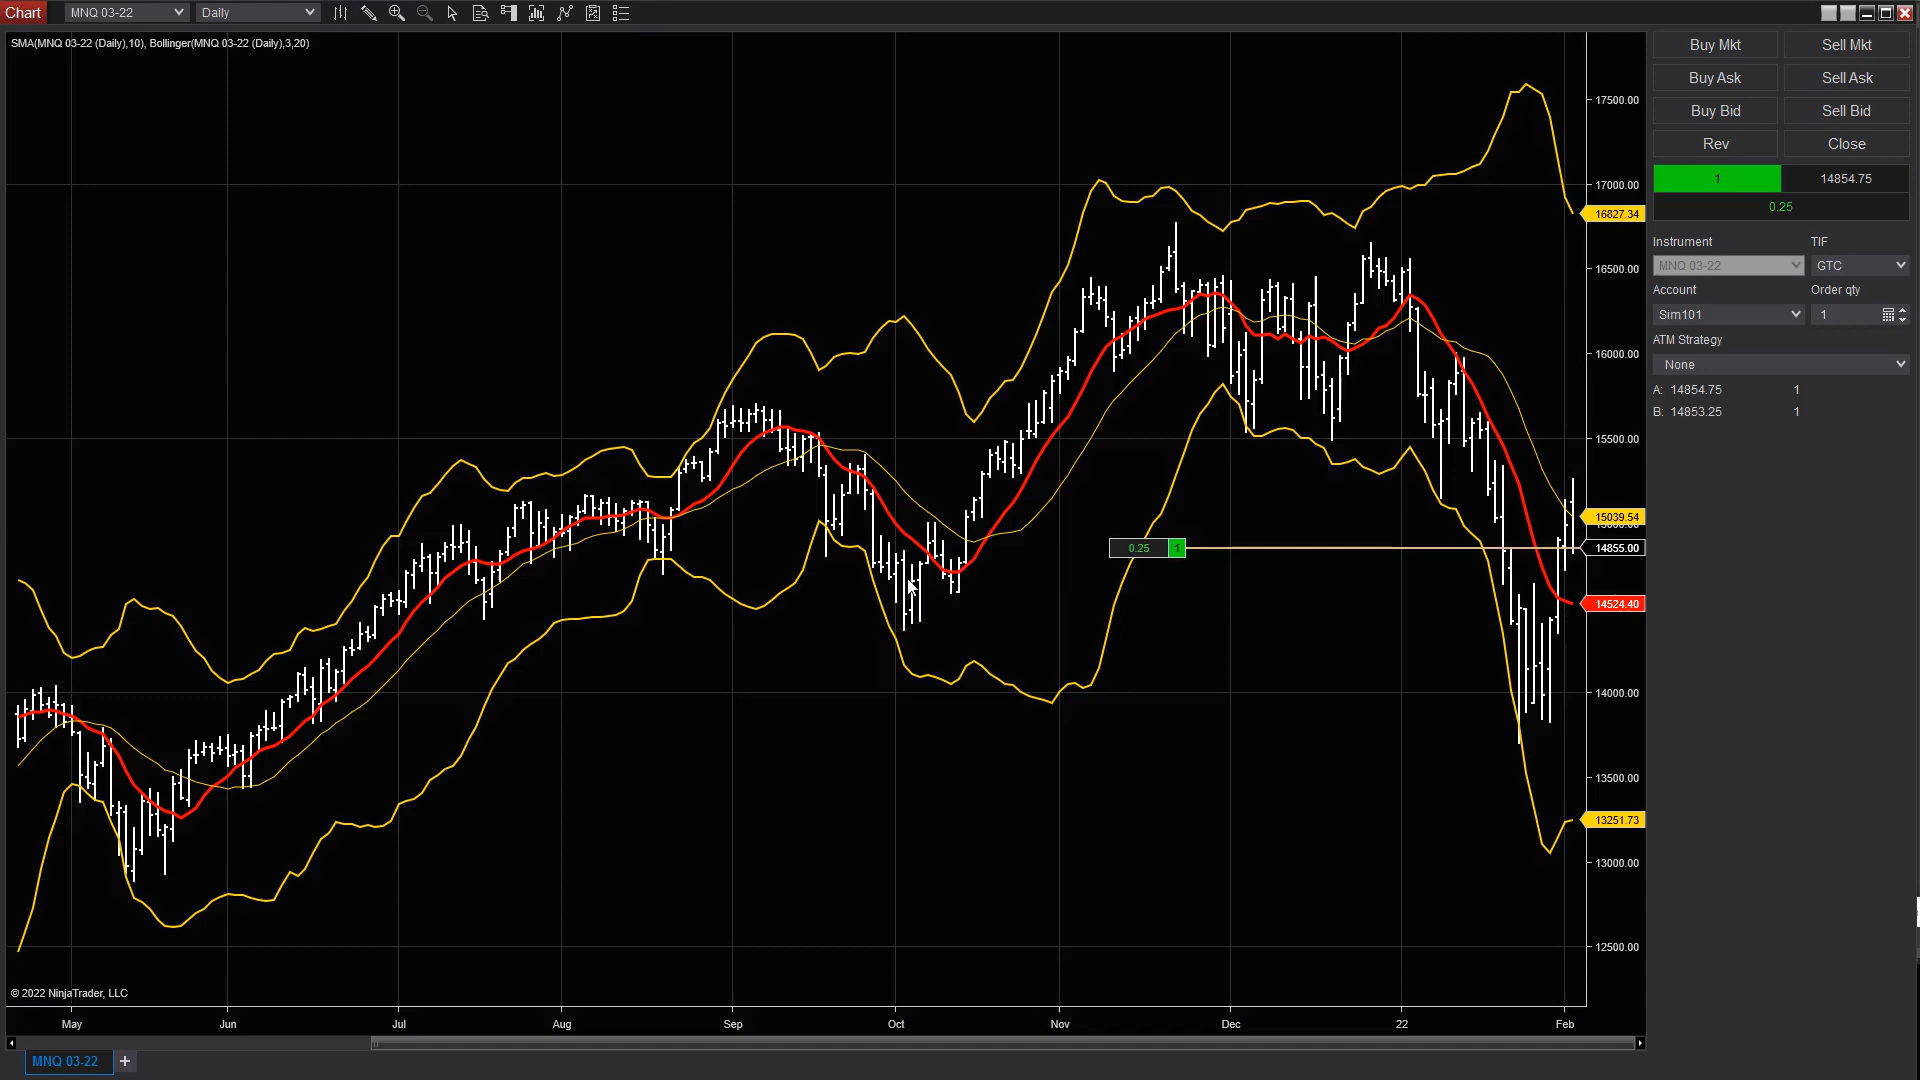 Chart MNQ 03-22 Daily
SMA(MNQ 03-22 (Daily),10), Bollinger(MNQ 03-22 (Daily),3,20)
17500.00
17000.00
16827.34
16500.00
16000.00
15500.00
15039.54
15000.00
0.25 1
14855.00
14524.40
14000.00
13500.00
13251.73
13000.00
12500.00
© 2022 NinjaTrader, LLC
May Jun Jul Aug Sep Oct Nov Dec 22 Feb
MNQ 03-22 +
Buy Mkt Sell Mkt
Buy Ask Sell Ask
Buy Bid Sell Bid
Rev Close
1 14854.75
0.25
Instrument TIF
MNQ 03-22 GTC
Account Order qty
Sim101 1
ATM Strategy
None
A: 14854.75 1
B: 14853.25 1